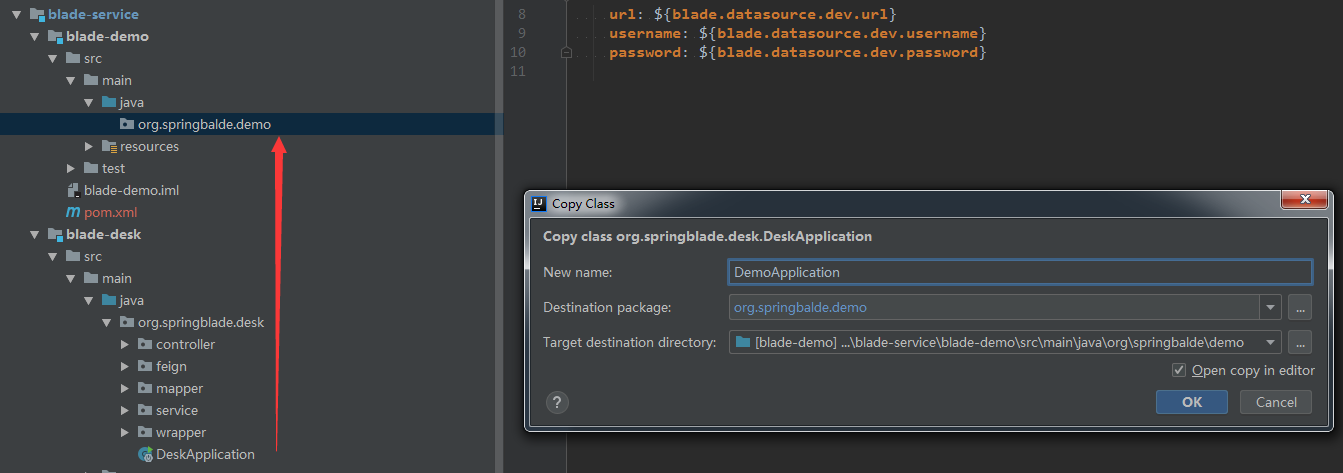 blade-service
blade-demo
src
main
java
org.springbalde.demo
resources
test
blade-demo.iml
pom.xml
blade-desk
src
main
java
org.springblade.desk
controller
feign
mapper
service
wrapper
DeskApplication
8 url: ${blade.datasource.dev.url}
9 username: ${blade.datasource.dev.username}
10 password: ${blade.datasource.dev.password}
11
Copy Class
Copy class org.springblade.desk.DeskApplication
New name: DemoApplication
Destination package: org.springbalde.demo ...
Target destination directory: [blade-demo] ...\blade-service\blade-demo\src\main\java\org\springbalde\demo ...
Open copy in editor
? OK Cancel